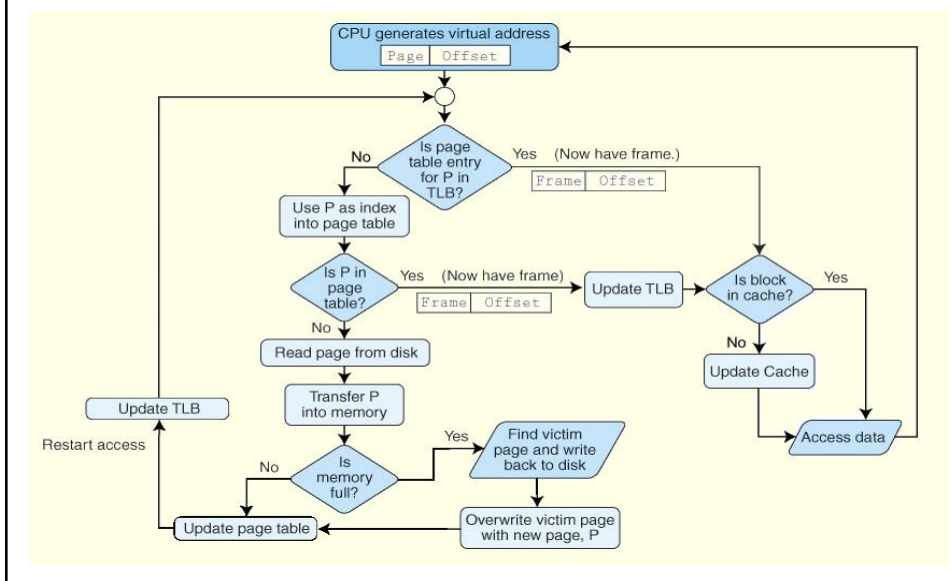 CPU generates virtual address
Page Offset
Is page
table entry
for P in
TLB?
No
Yes (Now have frame.)
Frame Offset
Use P as index
into page table
Is P in
page
table?
Yes (Now have frame)
Frame Offset
Update TLB
Is block
in cache?
Yes
No
Update Cache
Access data
No
Read page from disk
Transfer P
into memory
Is
memory
full?
Yes
Find victim
page and write
back to disk
Overwrite victim page
with new page, P
No
Update page table
Restart access
Update TLB